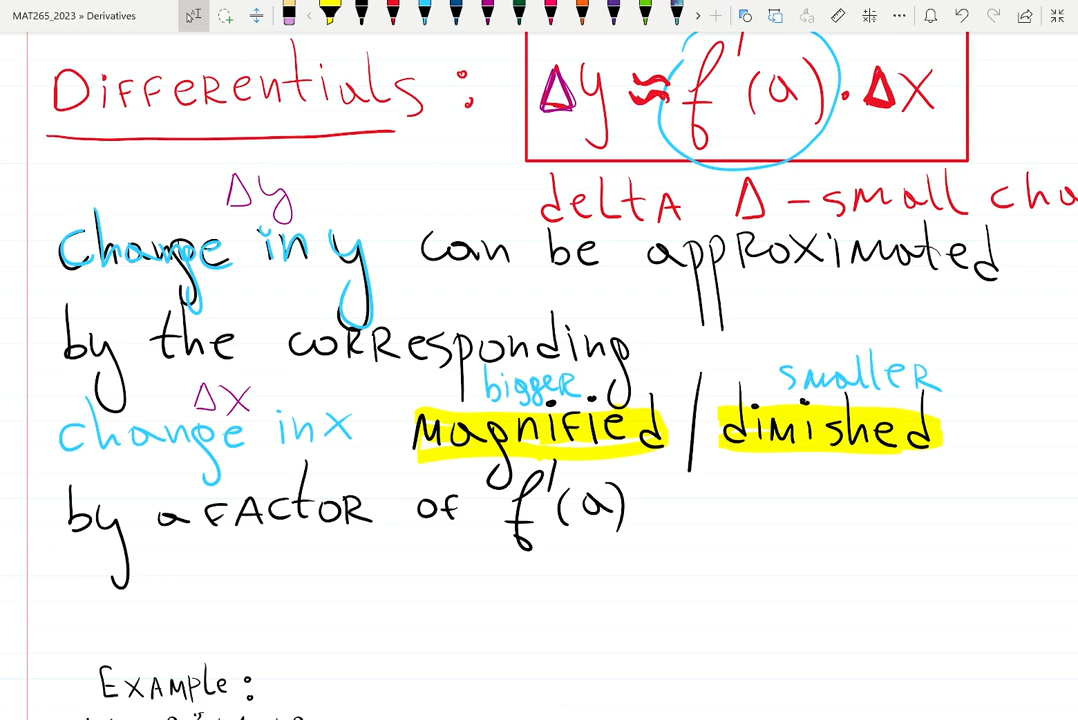 MAT265_2023 » Derivatives
Differentials : Δy ≈ f'(a) · Δx
delta Δ - small cha
Δy
change in y can be approximated
by the corresponding
bigger smaller
Δx
change in x magnified / dimished
by a factor of f'(a)
Example :